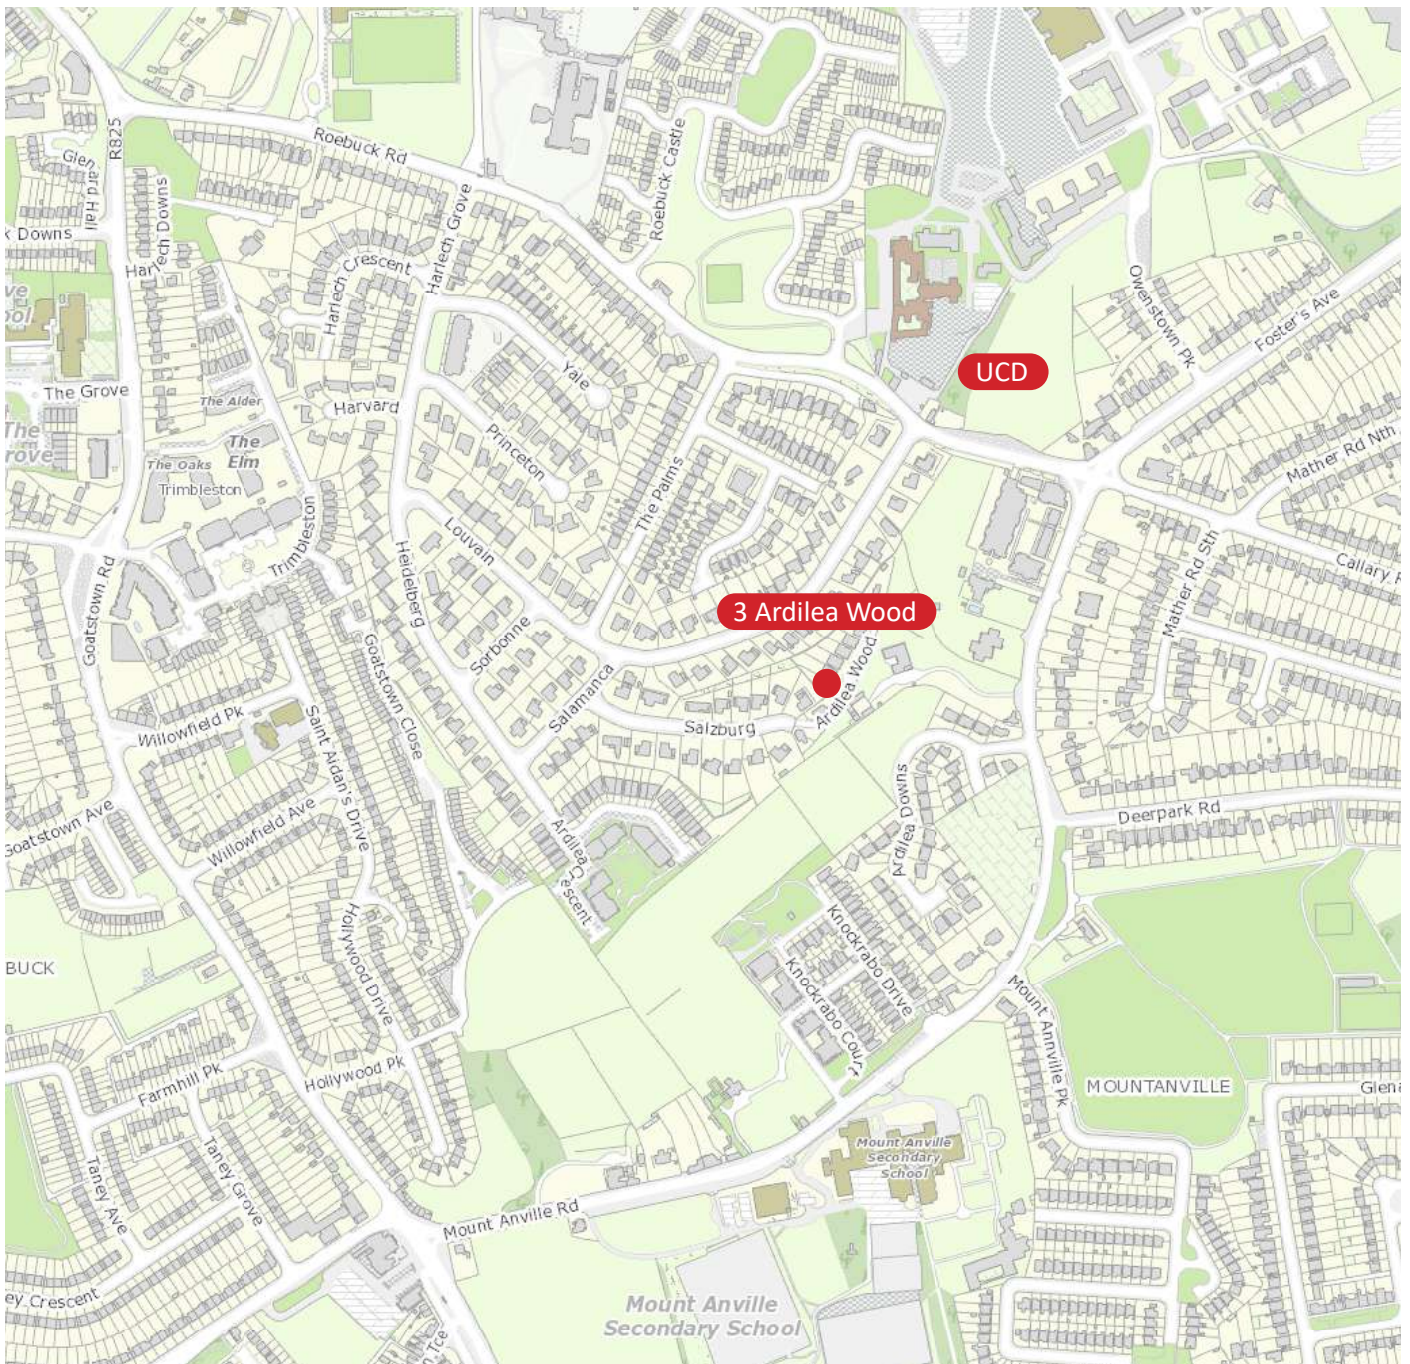 R825
Roebuck Rd
Glenard Hall
Harlech Downs
k Downs
Harlech Grove
Harlech Crescent
Roebuck Castle
Owenstown Pk
Foster's Ave
UCD
The Grove
The Alder
The Elm
The Oaks
Trimbleston
Harvard
Yale
Princeton
The Palms
Mather Rd Nth
Mather Rd Sth
Callary R
Louvain
Heidelberg
Trimbleston
Goatstown Rd
Goatstown Close
Sorbonne
Salamanca
3 Ardilea Wood
Ardilea Wood
Salzburg
Willowfield Pk
Saint Aidan's Drive
Willowfield Ave
Goatstown Ave
Ardilea Downs
Deerpark Rd
Ardilea Crescent
Hollywood Drive
BUCK
Knockrabo Drive
Knockrabo Court
Mount Annville Pk
MOUNTANVILLE
Glena
Farmhill Pk
Hollywood Pk
Taney Ave
Taney Grove
Mount Anville
Secondary
School
Mount Anville Rd
ey Crescent
Mount Anville
Secondary School
Tce